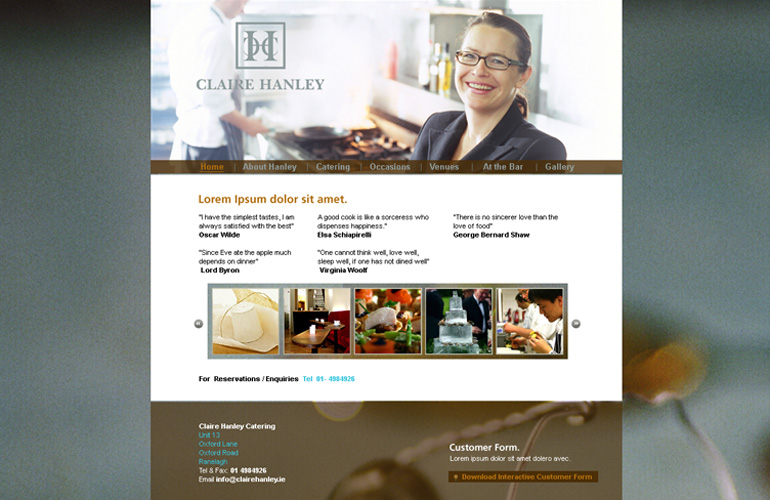 CLAIRE HANLEY
Home | About Hanley | Catering | Occasions | Venues | At the Bar | Gallery
Lorem Ipsum dolor sit amet.
"I have the simplest tastes, I am
always satisfied with the best"
Oscar Wilde
A good cook is like a sorceress who
dispenses happiness."
Elsa Schiapirelli
"There is no sincerer love than the
love of food"
George Bernard Shaw
"Since Eve ate the apple much
depends on dinner"
Lord Byron
"One cannot think well, love well,
sleep well, if one has not dined well"
Virginia Woolf
For Reservations / Enquiries Tel 01- 4984926
Claire Hanley Catering
Unit 13
Oxford Lane
Oxford Road
Ranelagh
Tel & Fax: 01 4984926
Email info@clairehanley.ie
Customer Form.
Lorem ipsum dolor sit amet dolero avec.
Download Interactive Customer Form